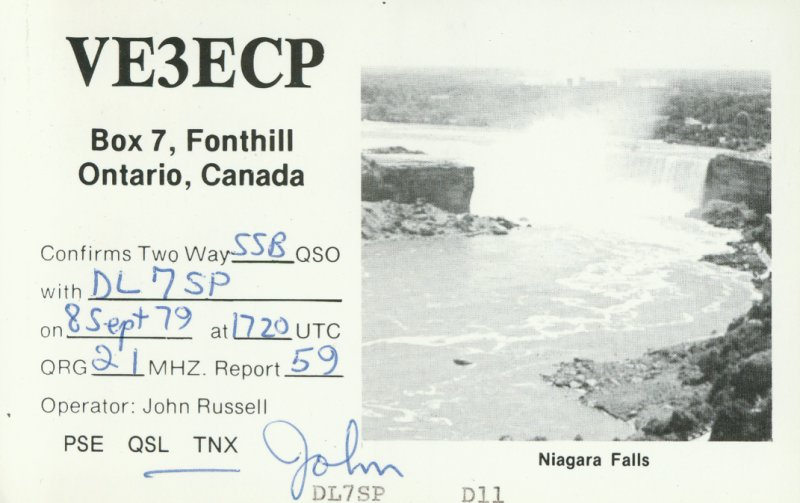 VE3ECP
Box 7, Fonthill
Ontario, Canada
Confirms Two Way SSB QSO
with DL7SP
on 8 Sept 79 at 1720 UTC
QRG 21 MHZ. Report 59
Operator: John Russell
PSE QSL TNX
John
Niagara Falls
DL7SP D11